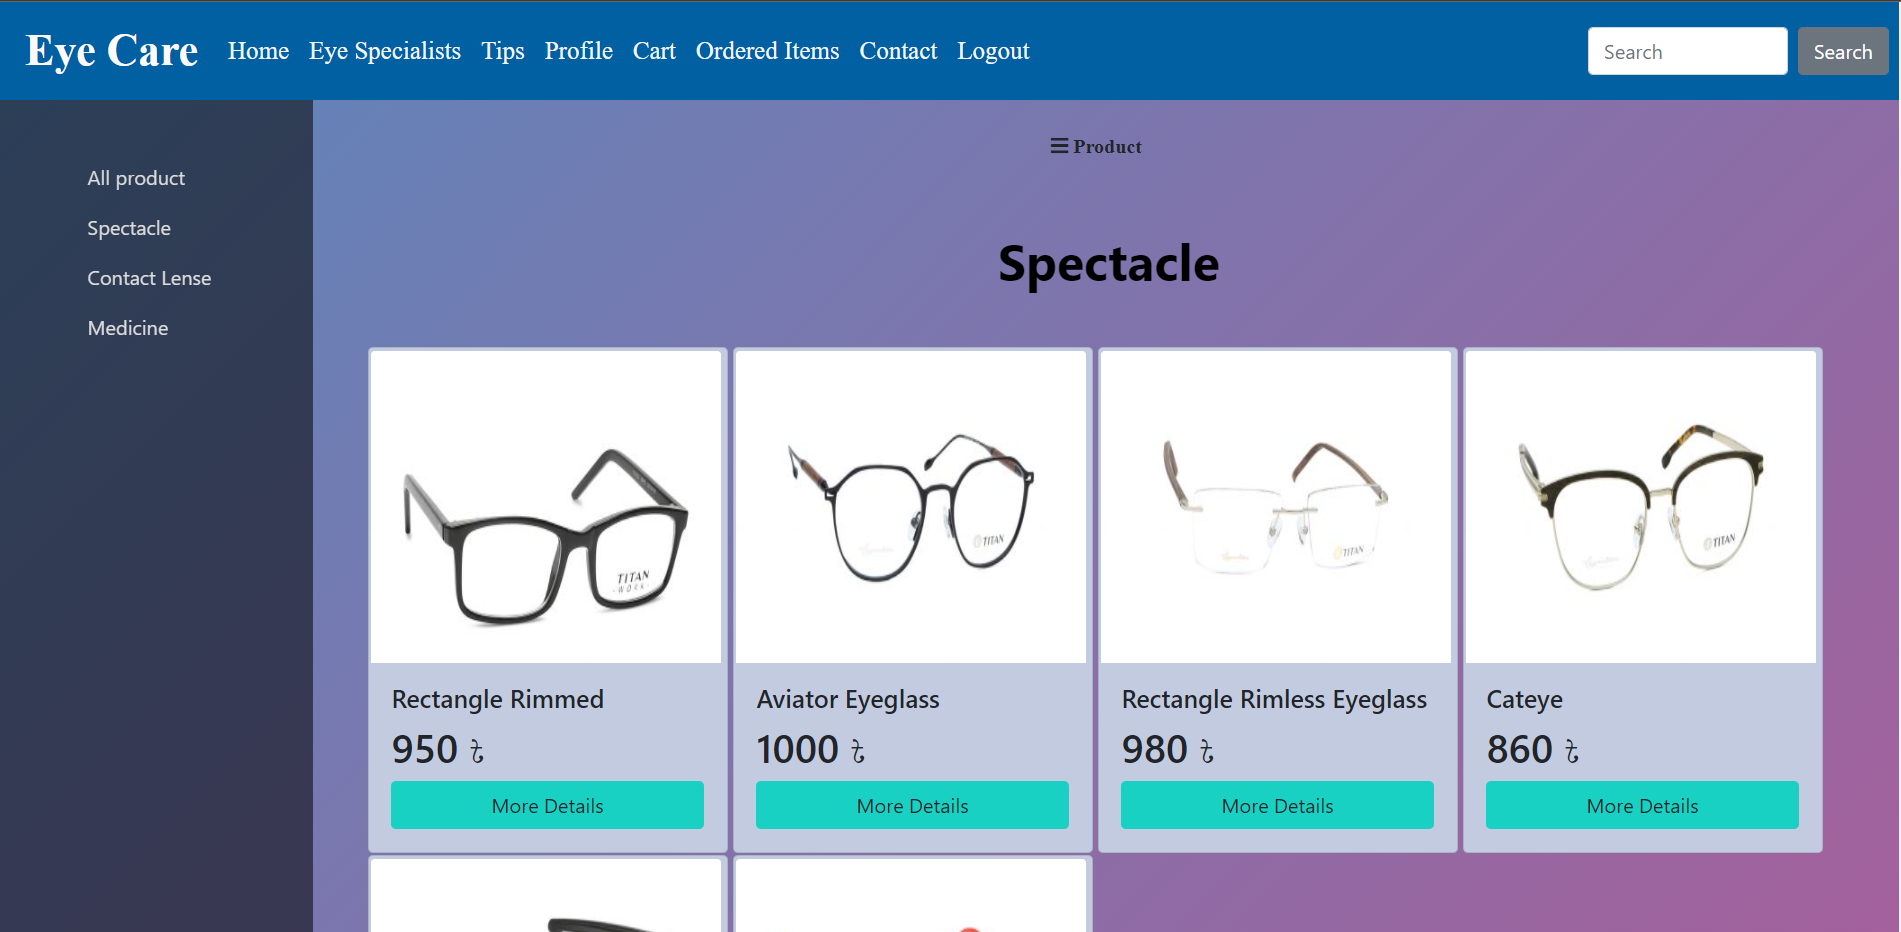 Eye Care Home Eye Specialists Tips Profile Cart Ordered Items Contact Logout Search Search
All product
Spectacle
Contact Lense
Medicine
Product
Spectacle
TITAN
WORK
TITAN
TITAN
TITAN
Rectangle Rimmed
950 ৳
More Details
Aviator Eyeglass
1000 ৳
More Details
Rectangle Rimless Eyeglass
980 ৳
More Details
Cateye
860 ৳
More Details